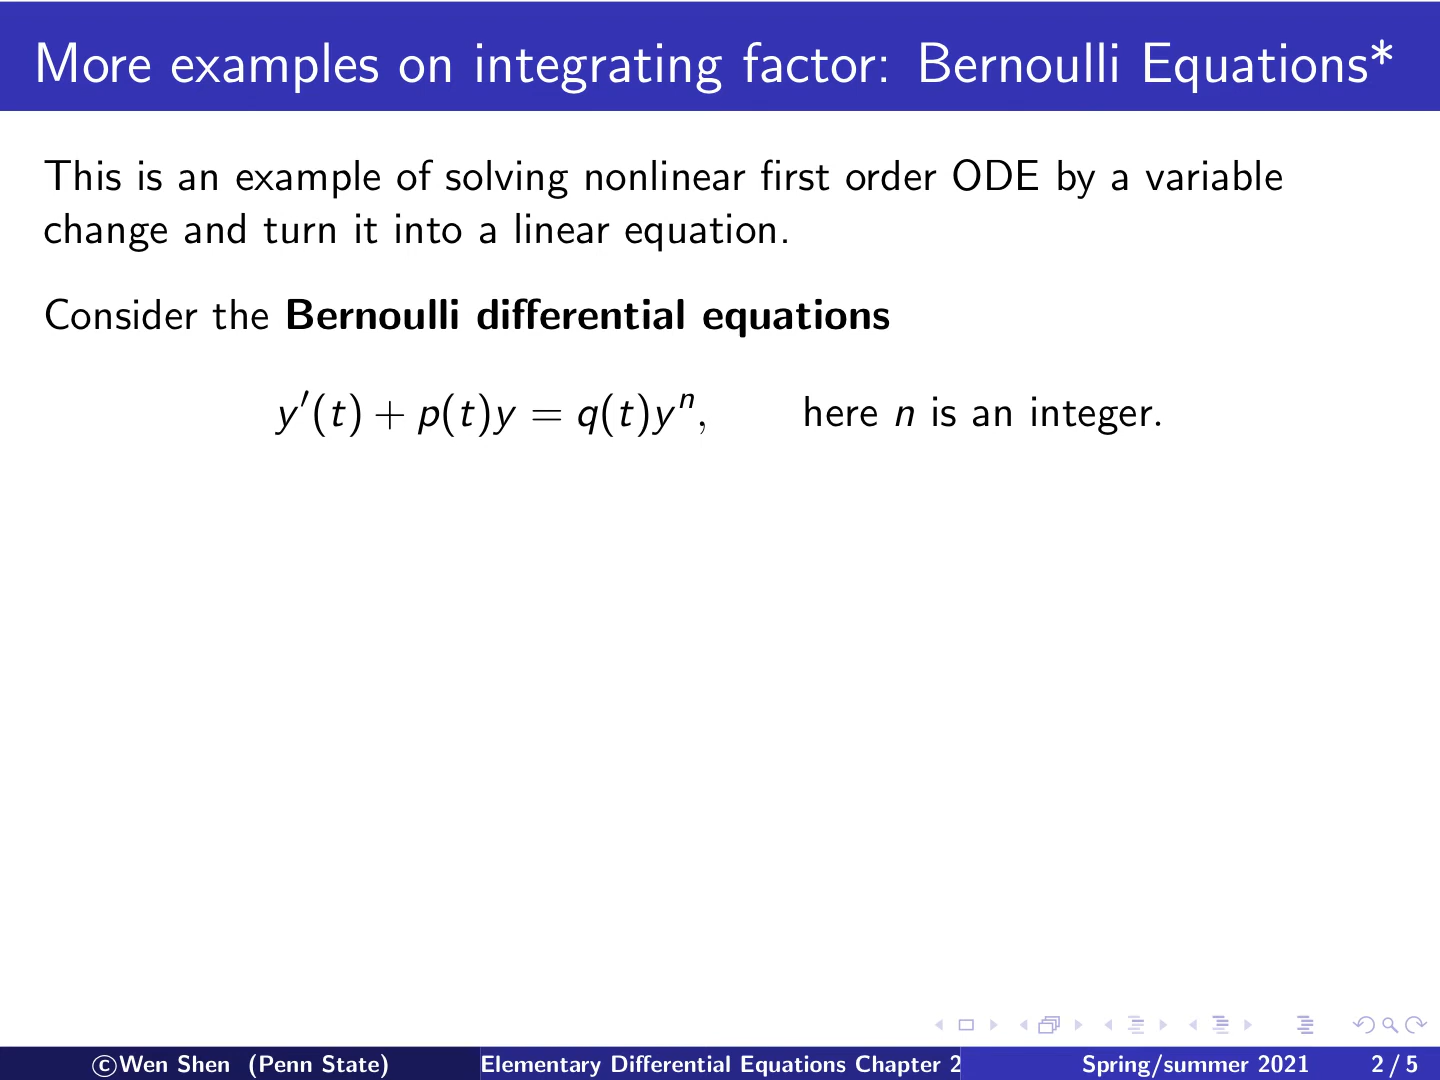 More examples on integrating factor: Bernoulli Equations*
This is an example of solving nonlinear first order ODE by a variable
change and turn it into a linear equation.
Consider the Bernoulli differential equations
y′(t) + p(t)y = q(t)yⁿ, here n is an integer.
©Wen Shen (Penn State) Elementary Differential Equations Chapter 2 Spring/summer 2021 2 / 5